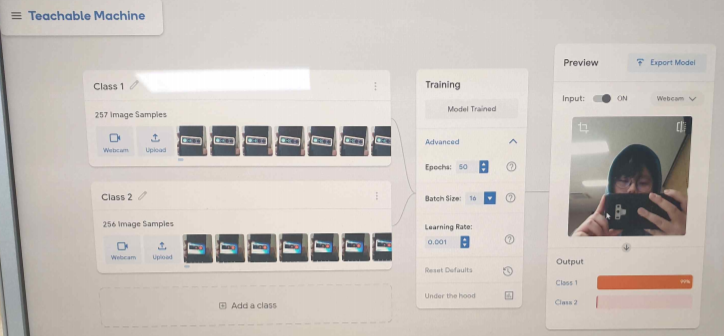 Teachable Machine
Class 1
257 Image Samples
Webcam
Upload
Class 2
256 Image Samples
Webcam
Upload
Add a class
Training
Model Trained
Advanced
Epochs: 50
Batch Size: 16
Learning Rate:
0.001
Reset Defaults
Under the hood
Preview
Export Model
Input: ON Webcam
Output
Class 1 99%
Class 2